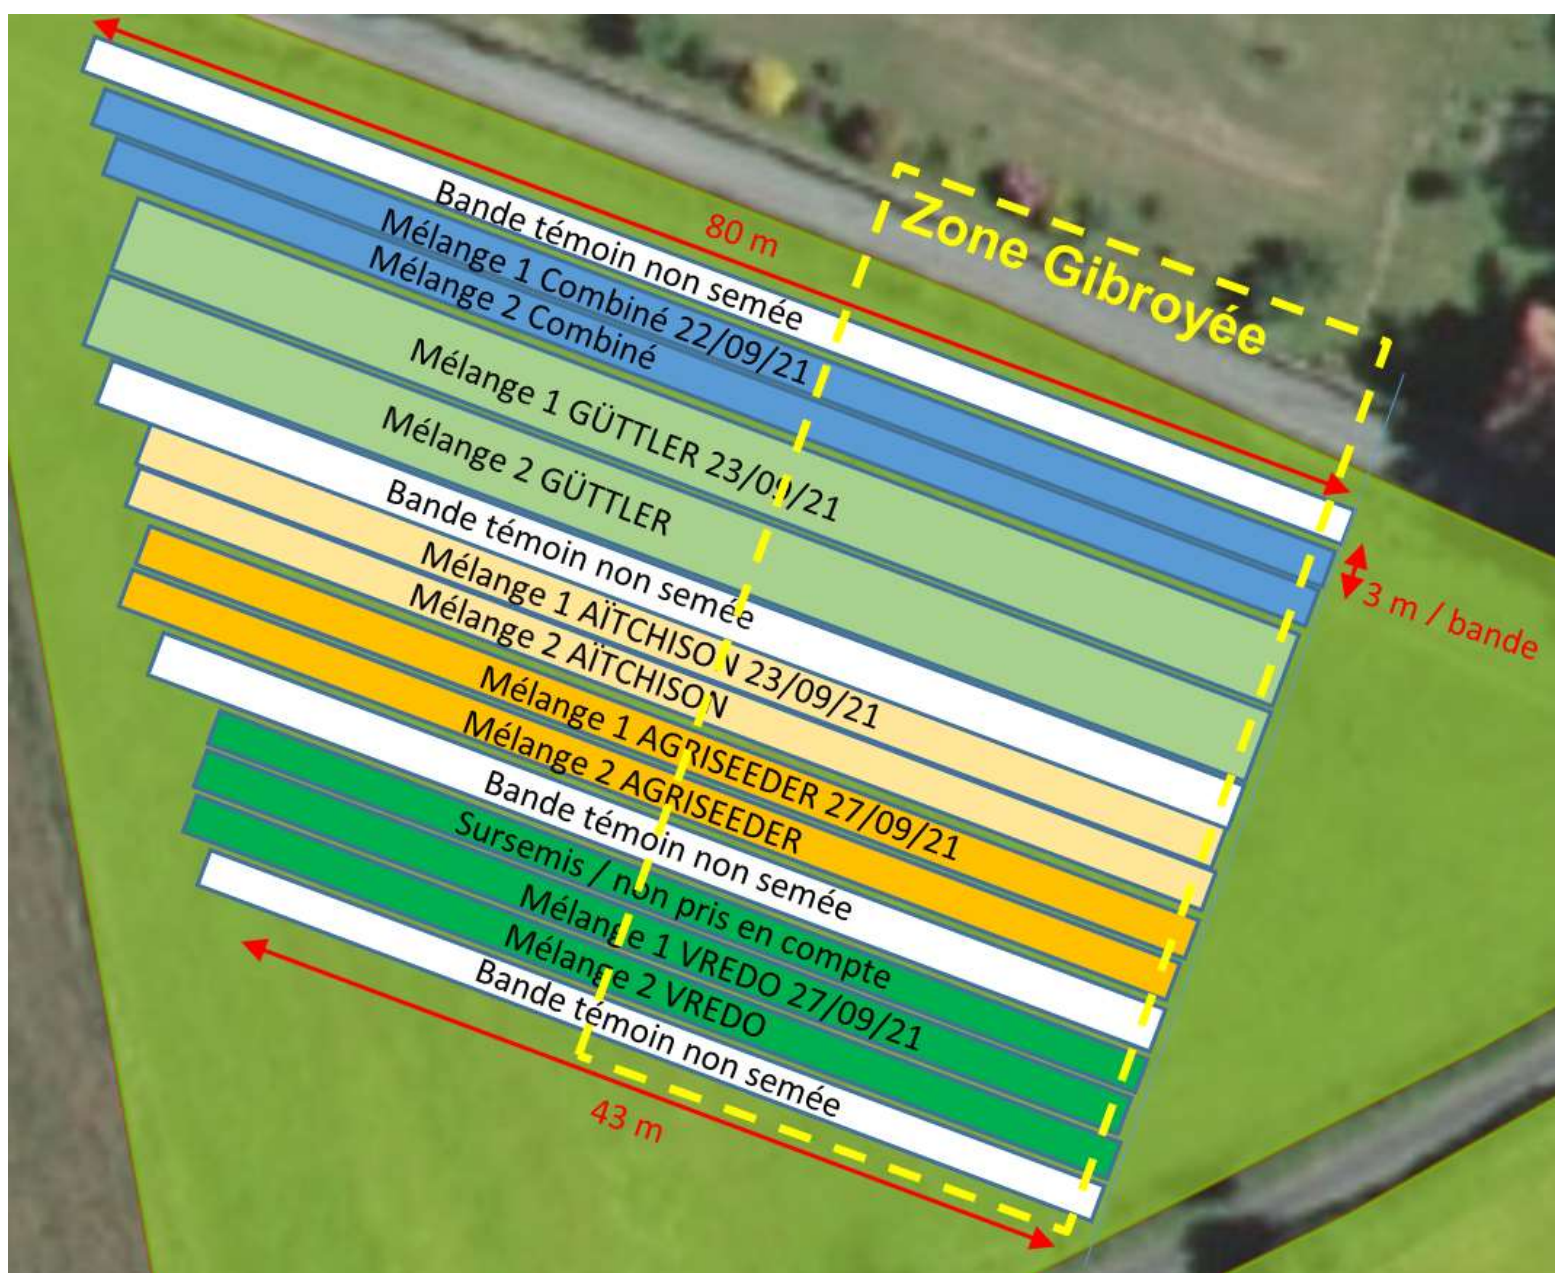 80 m
Zone Gibroyée
Bande témoin non semée
Mélange 1 Combiné 22/09/21
Mélange 2 Combiné
3 m / bande
Mélange 1 GÜTTLER 23/09/21
Mélange 2 GÜTTLER
Bande témoin non semée
Mélange 1 AÏTCHISON 23/09/21
Mélange 2 AÏTCHISON
Mélange 1 AGRISEEDER 27/09/21
Mélange 2 AGRISEEDER
Bande témoin non semée
Sursemis / non pris en compte
Mélange 1 VREDO 27/09/21
Mélange 2 VREDO
Bande témoin non semée
43 m